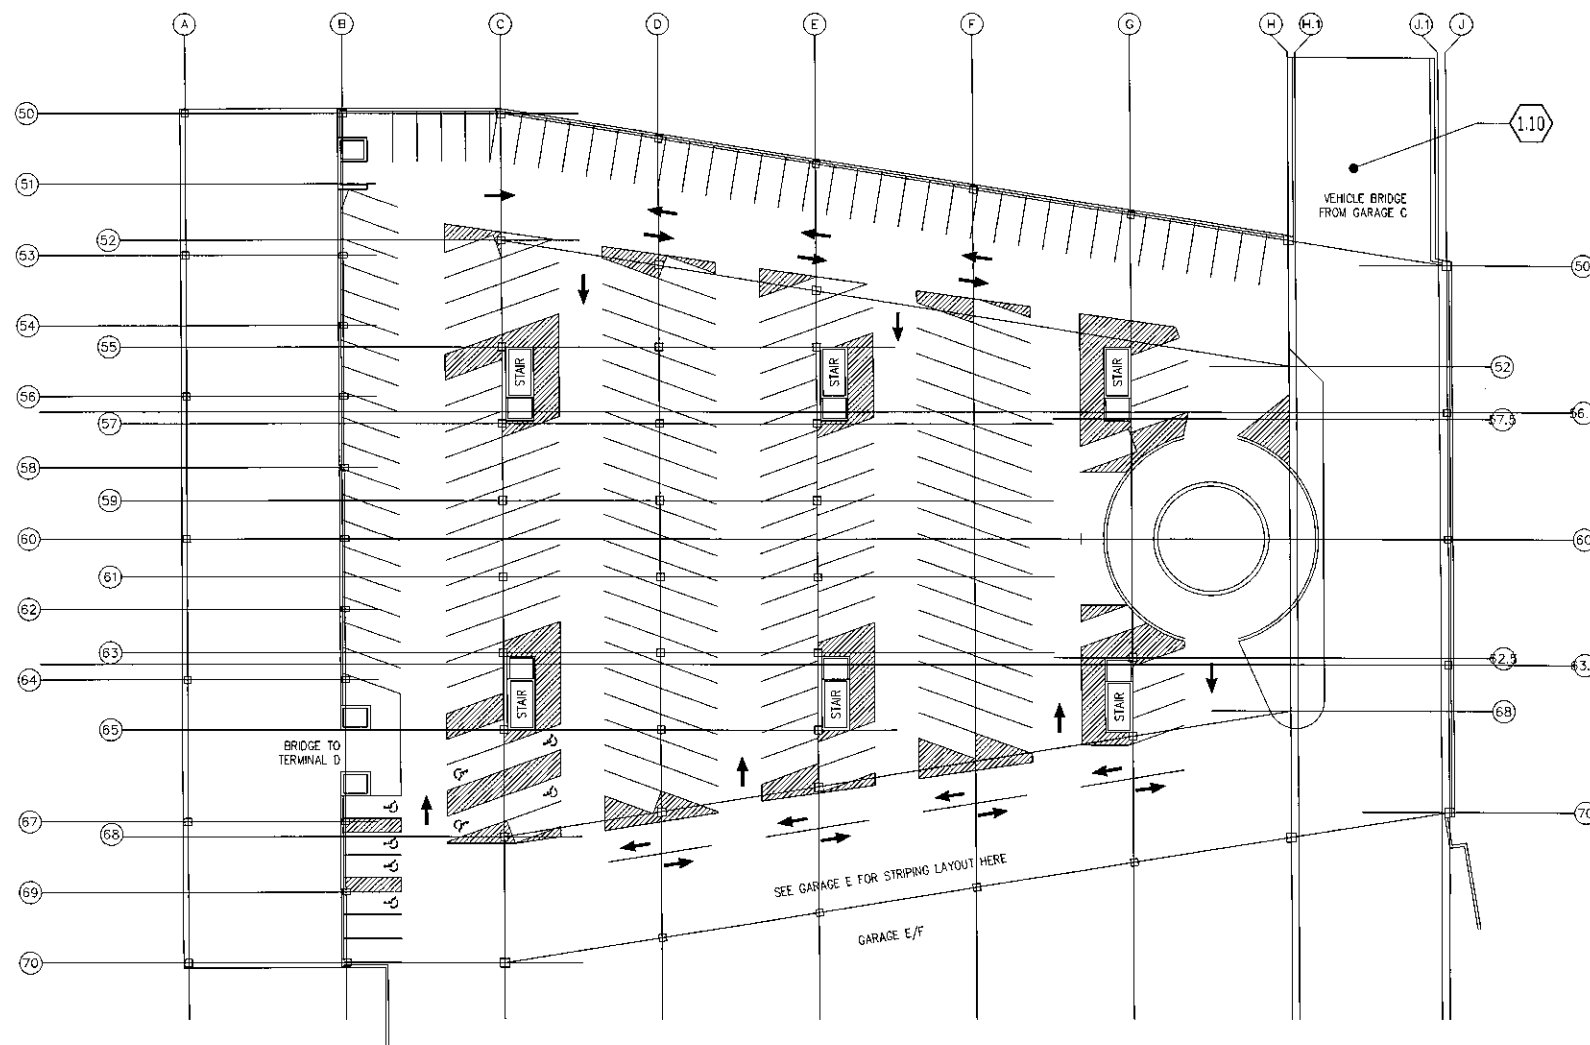 A
B
C
D
E
F
G
H
H.1
J.1
J
50
1.10
51
VEHICLE BRIDGE
FROM GARAGE C
52
53
50
54
55
STAIR
STAIR
STAIR
52
56
57
57.5
58
59
60
60
61
62
63
62.5
64
STAIR
STAIR
STAIR
65
68
BRIDGE TO
TERMINAL D
67
68
70
69
SEE GARAGE E FOR STRIPING LAYOUT HERE
GARAGE E/F
70